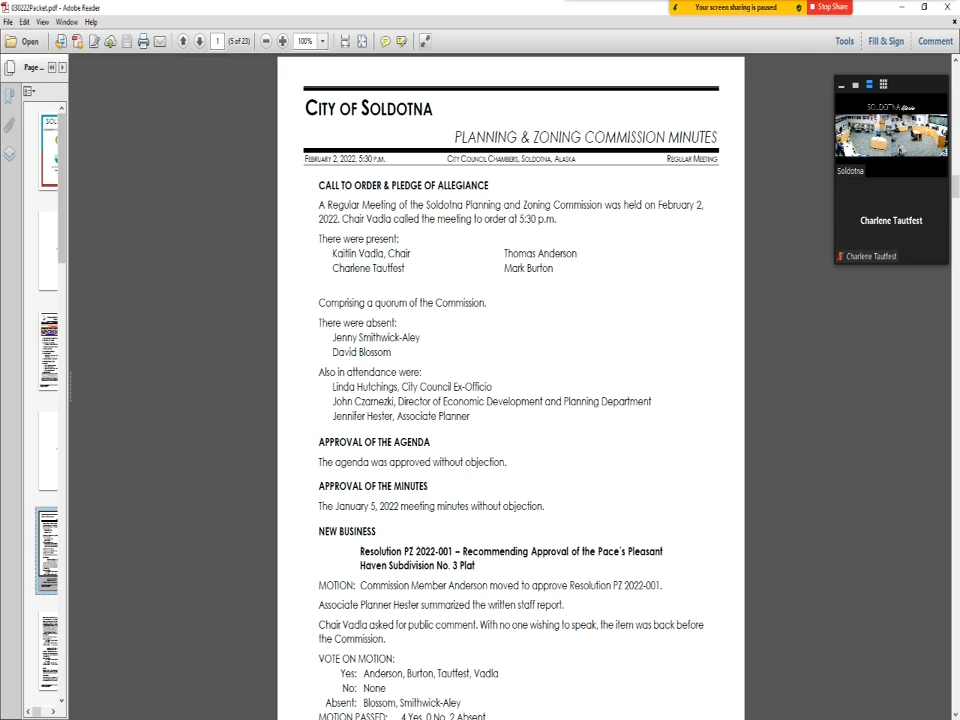 030222Packet.pdf - Adobe Reader
Your screen sharing is paused
Stop Share
File Edit View Window Help
Open
1 (5 of 23)
100%
Tools Fill & Sign Comment
Page...
CITY OF SOLDOTNA
PLANNING & ZONING COMMISSION MINUTES
FEBRUARY 2, 2022, 5:30 P.M. CITY COUNCIL CHAMBERS, SOLDOTNA, ALASKA REGULAR MEETING
CALL TO ORDER & PLEDGE OF ALLEGIANCE
A Regular Meeting of the Soldotna Planning and Zoning Commission was held on February 2,
2022. Chair Vadla called the meeting to order at 5:30 p.m.
There were present:
Kaitlin Vadla, Chair Thomas Anderson
Charlene Tautfest Mark Burton
Comprising a quorum of the Commission.
There were absent:
Jenny Smithwick-Aley
David Blossom
Also in attendance were:
Linda Hutchings, City Council Ex-Officio
John Czarnezki, Director of Economic Development and Planning Department
Jennifer Hester, Associate Planner
APPROVAL OF THE AGENDA
The agenda was approved without objection.
APPROVAL OF THE MINUTES
The January 5, 2022 meeting minutes without objection.
NEW BUSINESS
Resolution PZ 2022-001 – Recommending Approval of the Pace's Pleasant
Haven Subdivision No. 3 Plat
MOTION: Commission Member Anderson moved to approve Resolution PZ 2022-001.
Associate Planner Hester summarized the written staff report.
Chair Vadla asked for public comment. With no one wishing to speak, the item was back before
the Commission.
VOTE ON MOTION:
Yes: Anderson, Burton, Tautfest, Vadla
No: None
Absent: Blossom, Smithwick-Aley
MOTION PASSED: 4 Yes, 0 No, 2 Absent
SOLDOTNA
Soldotna
Charlene Tautfest
Charlene Tautfest